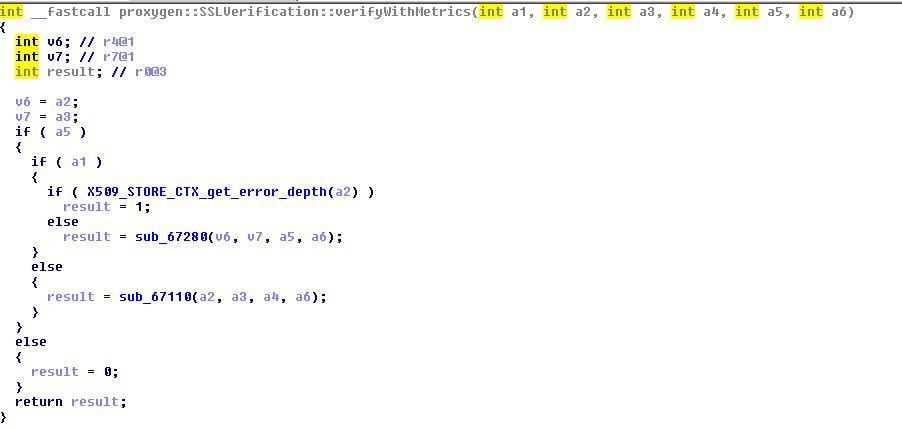 int __fastcall proxygen::SSLVerification::verifyWithMetrics(int a1, int a2, int a3, int a4, int a5, int a6)
{
  int v6; // r4@1
  int v7; // r7@1
  int result; // r0@3

  v6 = a2;
  v7 = a3;
  if ( a5 )
  {
    if ( a1 )
    {
      if ( X509_STORE_CTX_get_error_depth(a2) )
        result = 1;
      else
        result = sub_67280(v6, v7, a5, a6);
    }
    else
    {
      result = sub_67110(a2, a3, a4, a6);
    }
  }
  else
  {
    result = 0;
  }
  return result;
}